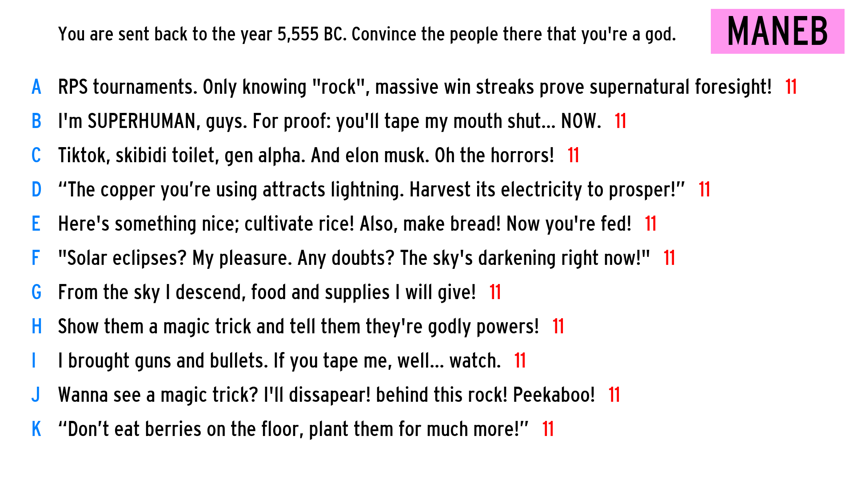 You are sent back to the year 5,555 BC. Convince the people there that you're a god.
MANEB
A RPS tournaments. Only knowing "rock", massive win streaks prove supernatural foresight! 11
B I'm SUPERHUMAN, guys. For proof: you'll tape my mouth shut... NOW. 11
C Tiktok, skibidi toilet, gen alpha. And elon musk. Oh the horrors! 11
D “The copper you’re using attracts lightning. Harvest its electricity to prosper!” 11
E Here's something nice; cultivate rice! Also, make bread! Now you're fed! 11
F "Solar eclipses? My pleasure. Any doubts? The sky's darkening right now!" 11
G From the sky I descend, food and supplies I will give! 11
H Show them a magic trick and tell them they're godly powers! 11
I I brought guns and bullets. If you tape me, well... watch. 11
J Wanna see a magic trick? I'll dissapear! behind this rock! Peekaboo! 11
K “Don’t eat berries on the floor, plant them for much more!” 11